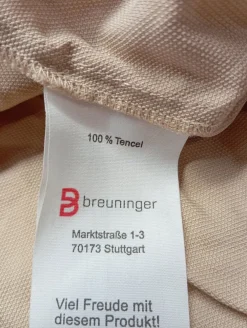 100 % Tencel
breuninger
Marktstraße 1-3
70173 Stuttgart
Viel Freude mit
diesem Produkt!